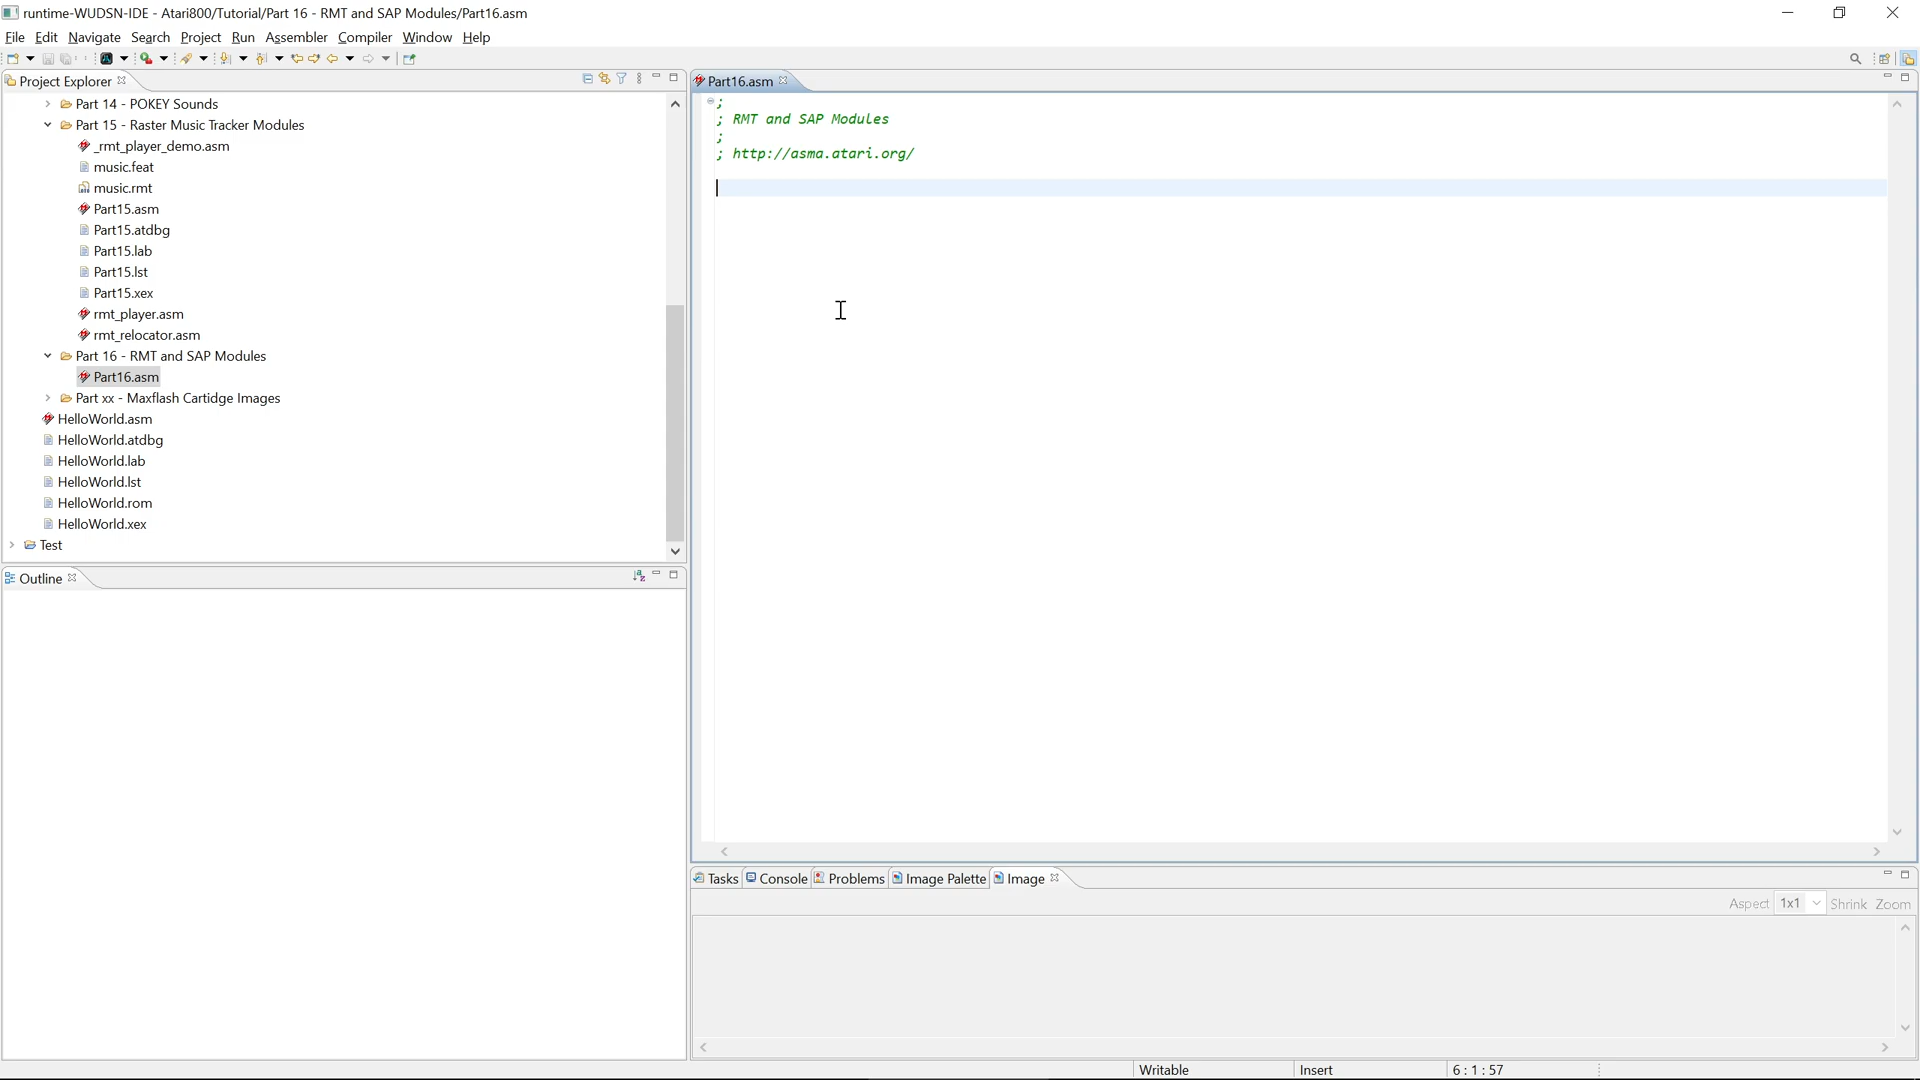 runtime-WUDSN-IDE - Atari800/Tutorial/Part 16 - RMT and SAP Modules/Part16.asm
File Edit Navigate Search Project Run Assembler Compiler Window Help
Project Explorer
Part 14 - POKEY Sounds
Part 15 - Raster Music Tracker Modules
_rmt_player_demo.asm
music.feat
music.rmt
Part15.asm
Part15.atdbg
Part15.lab
Part15.lst
Part15.xex
rmt_player.asm
rmt_relocator.asm
Part 16 - RMT and SAP Modules
Part16.asm
Part xx - Maxflash Cartidge Images
HelloWorld.asm
HelloWorld.atdbg
HelloWorld.lab
HelloWorld.lst
HelloWorld.rom
HelloWorld.xex
Test
Outline
Part16.asm
;
; RMT and SAP Modules
;
; http://asma.atari.org/
Tasks Console Problems Image Palette Image
Aspect 1x1 Shrink Zoom
Writable Insert 6 : 1 : 57